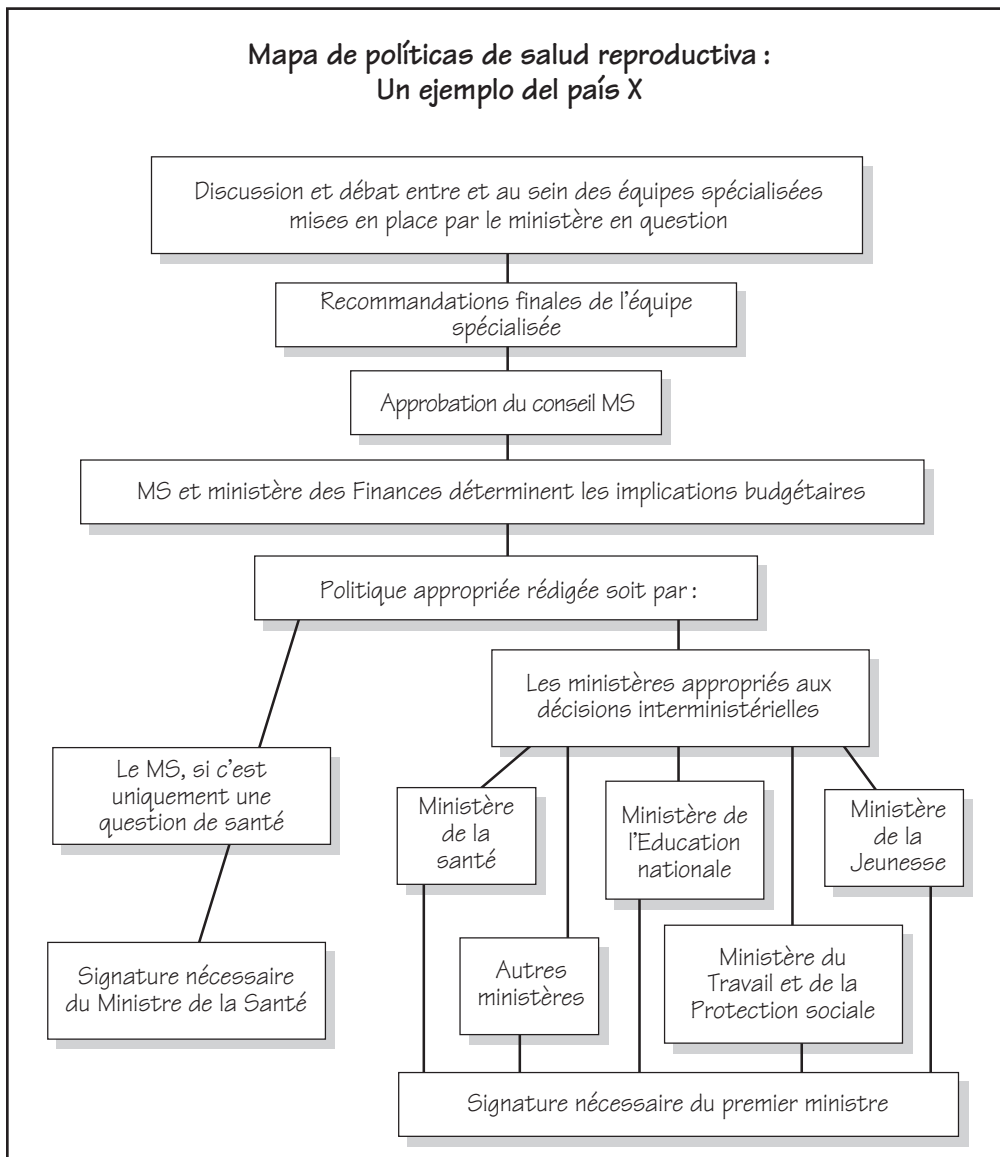 Mapa de políticas de salud reproductiva :
Un ejemplo del país X
Discussion et débat entre et au sein des équipes spécialisées
mises en place par le ministère en question
Recommandations finales de l'équipe
spécialisée
Approbation du conseil MS
MS et ministère des Finances déterminent les implications budgétaires
Politique appropriée rédigée soit par :
Les ministères appropriés aux
décisions interministérielles
Le MS, si c'est
uniquement une
question de santé
Ministère
de la
santé
Ministère de
l'Education
nationale
Ministère
de la
Jeunesse
Signature nécessaire
du Ministre de la Santé
Autres
ministères
Ministère du
Travail et de la
Protection sociale
Signature nécessaire du premier ministre